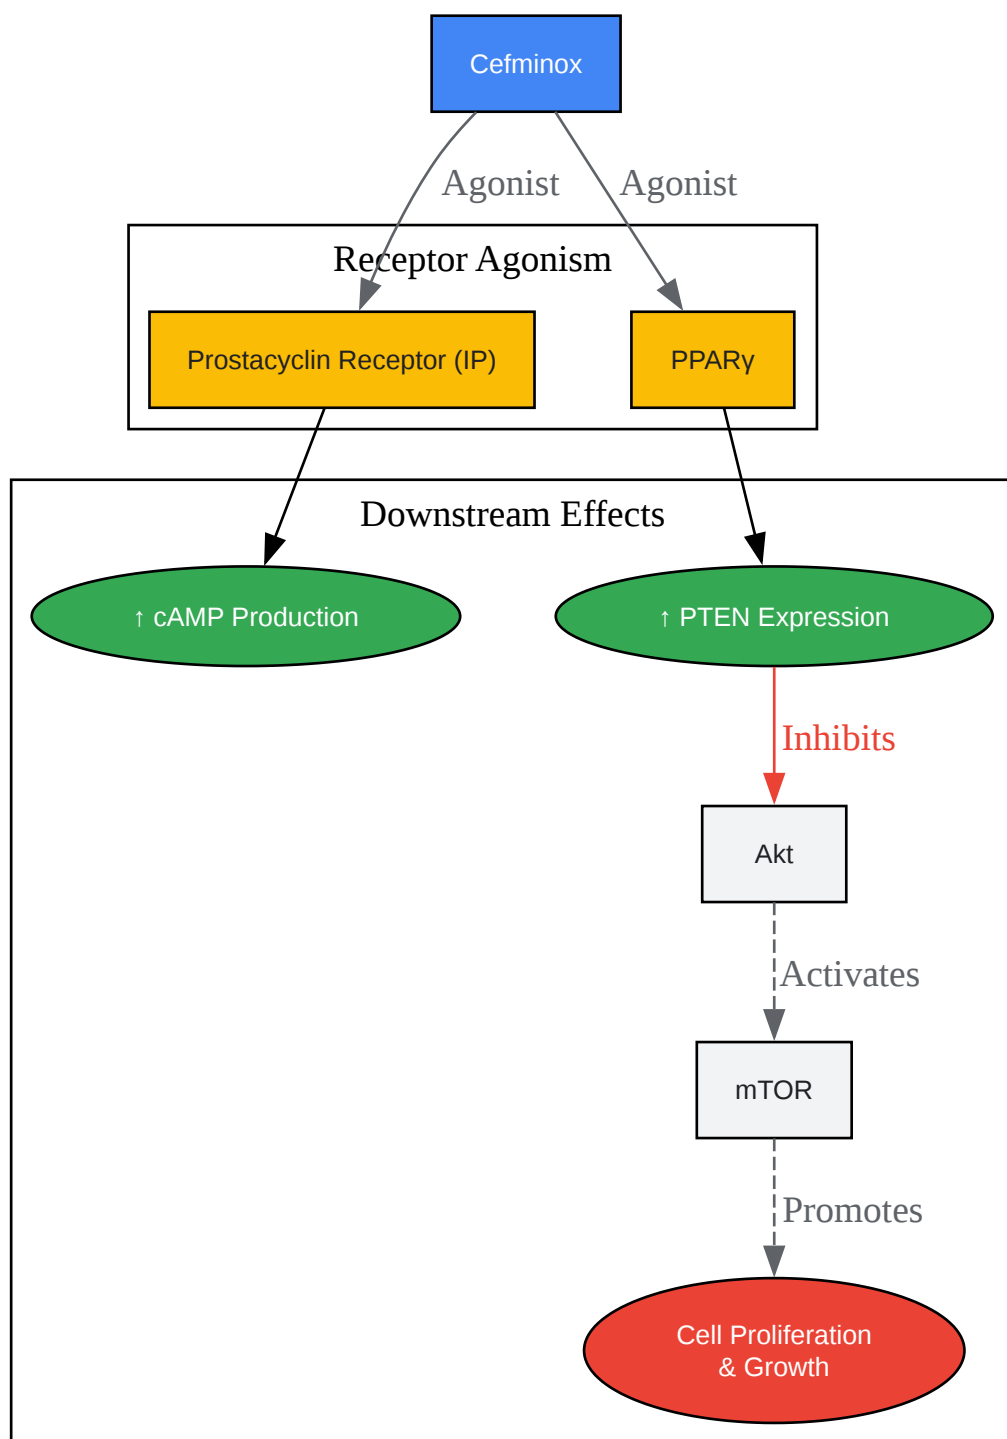 Cefminox
Agonist
Agonist
Receptor Agonism
Prostacyclin Receptor (IP)
PPARγ
Downstream Effects
↑ cAMP Production
↑ PTEN Expression
Inhibits
Akt
Activates
mTOR
Promotes
Cell Proliferation
& Growth